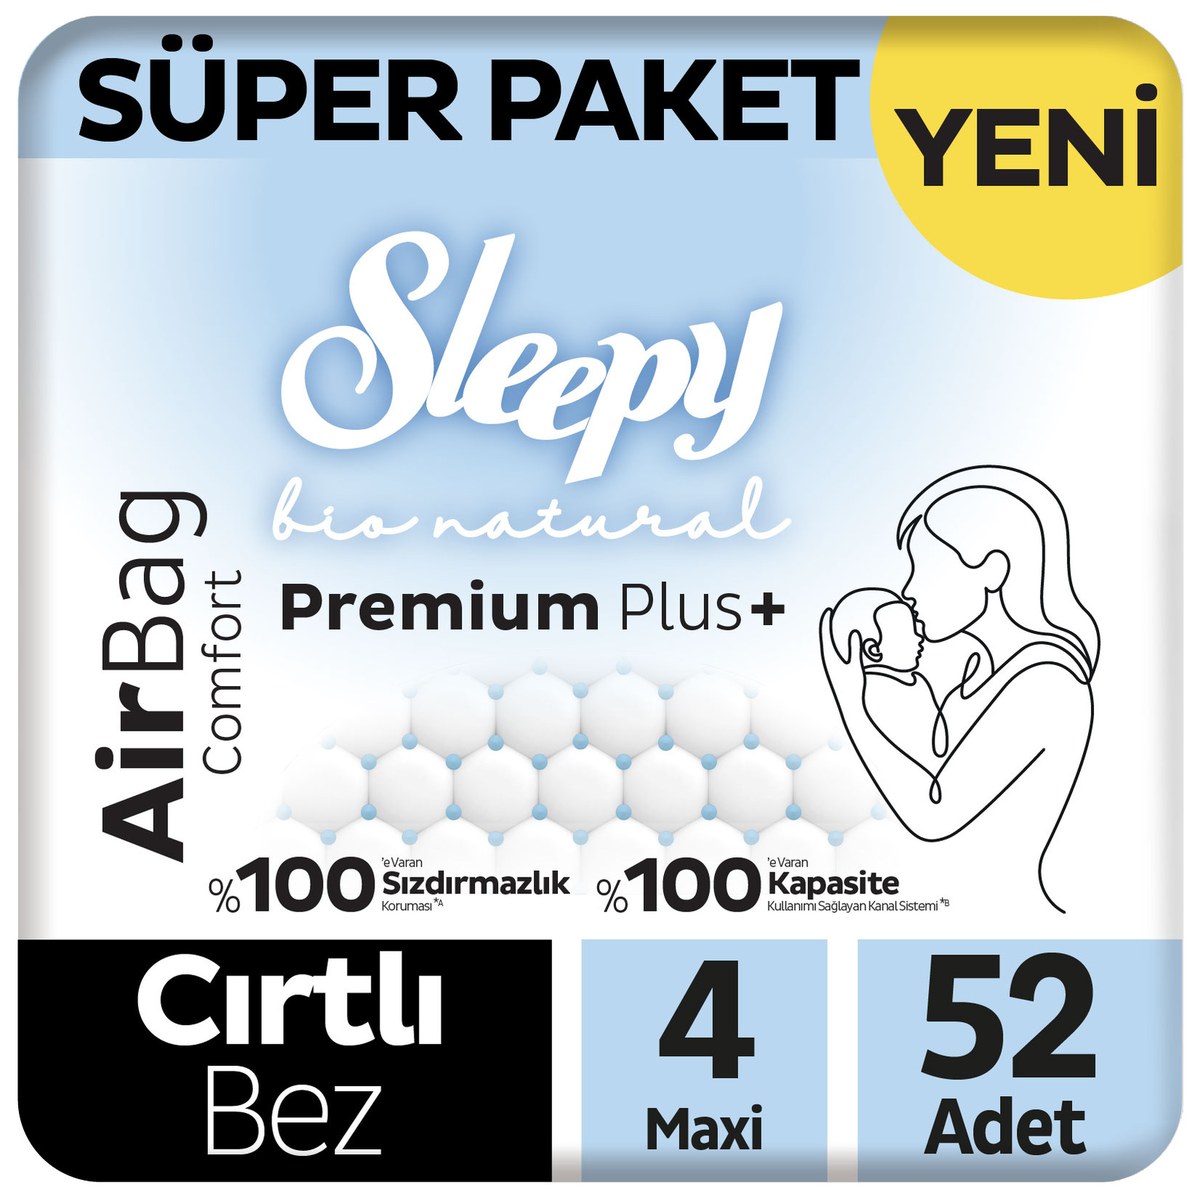 SÜPER PAKET
YENİ
Sleepy
bio natural
Premium Plus+
AirBag
Comfort
%100 'e Varan
Sızdırmazlık
Koruması *A
%100 'e Varan
Kapasite
Kullanımı Sağlayan Kanal Sistemi *B
Cırtlı
Bez
4
Maxi
52
Adet